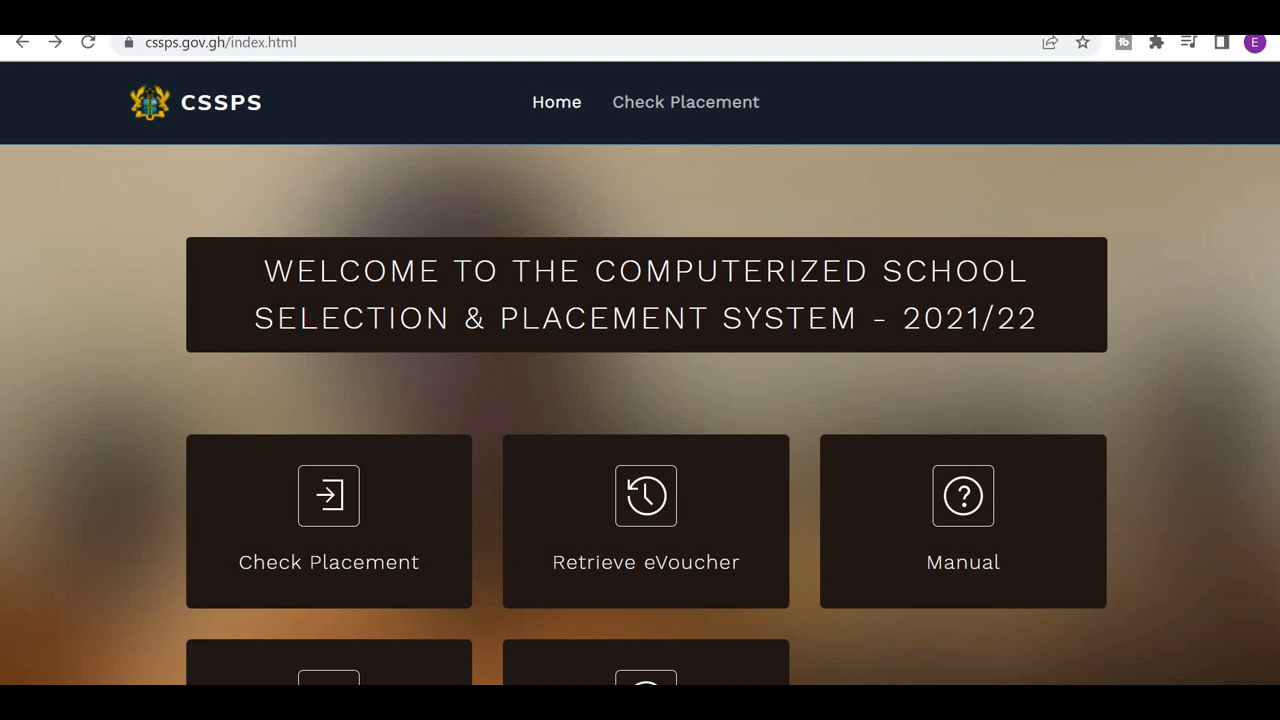 cssps.gov.gh/index.html
E
CSSPS
Home
Check Placement
WELCOME TO THE COMPUTERIZED SCHOOL
SELECTION & PLACEMENT SYSTEM - 2021/22
Check Placement
Retrieve eVoucher
Manual